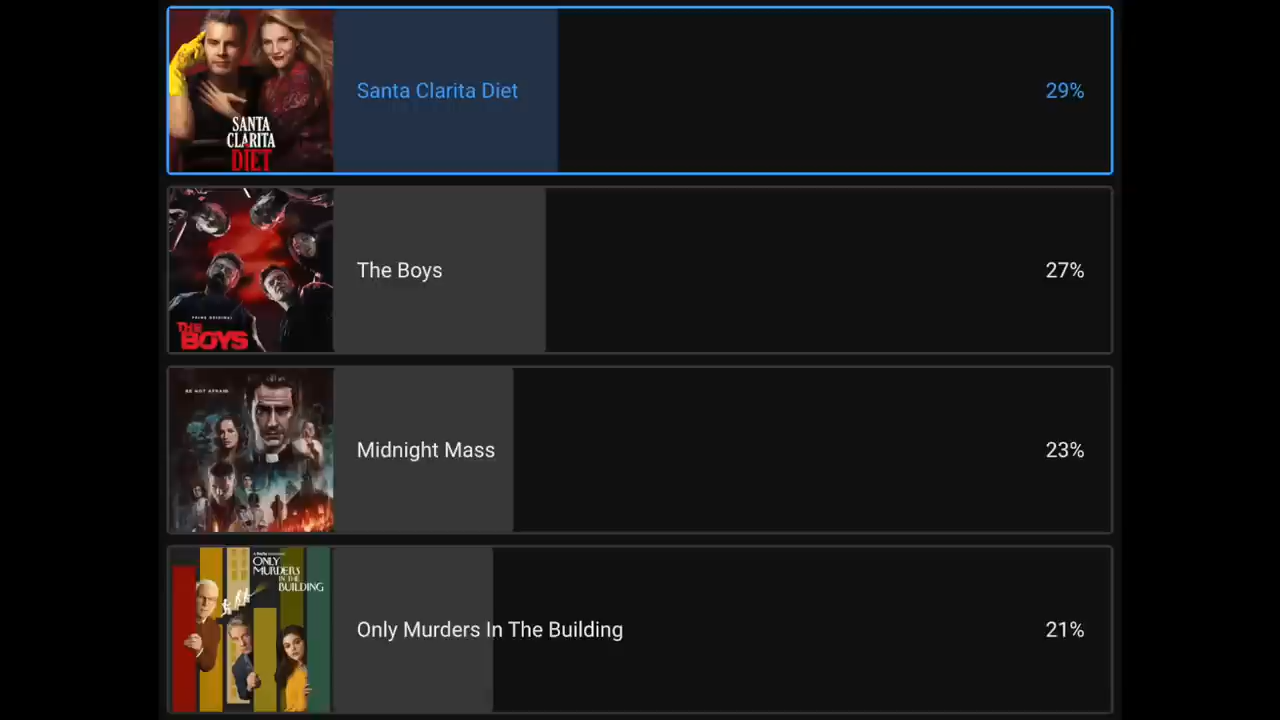 SANTA
CLARITA
DIET
Santa Clarita Diet
29%
PRIME ORIGINAL
THE
BOYS
The Boys
27%
BE NOT AFRAID
Midnight Mass
23%
ONLY
MURDERS
IN THE
BUILDING
Only Murders In The Building
21%